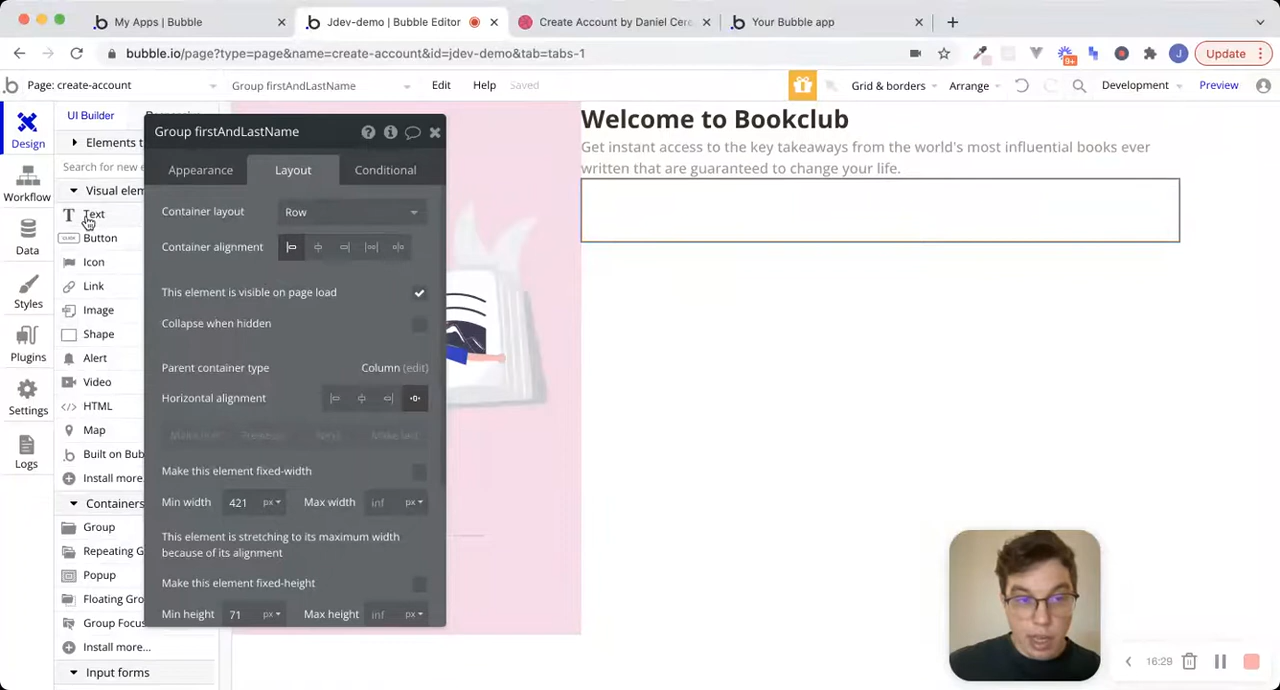 My Apps | Bubble
Jdev-demo | Bubble Editor
Create Account by Daniel Cere
Your Bubble app
bubble.io/page?type=page&name=create-account&id=jdev-demo&tab=tabs-1
9+
J
Update
Page: create-account
Group firstAndLastName
Edit
Help
Saved
Grid & borders
Arrange
Development
Preview
Design
Workflow
Data
Styles
Plugins
Settings
Logs
UI Builder
Elements t
Search for new e
Visual elem
Text
Button
Icon
Link
Image
Shape
Alert
Video
HTML
Map
Built on Bub
Install more...
Containers
Group
Repeating G
Popup
Floating Gro
Group Focus
Install more...
Input forms
Group firstAndLastName
Appearance
Layout
Conditional
Container layout
Row
Container alignment
This element is visible on page load
Collapse when hidden
Parent container type
Column (edit)
Horizontal alignment
Make this element fixed-width
Min width
421
px
Max width
inf
px
This element is stretching to its maximum width
because of its alignment
Make this element fixed-height
Min height
71
px
Max height
inf
px
Welcome to Bookclub
Get instant access to the key takeaways from the world's most influential books ever
written that are guaranteed to change your life.
16:29